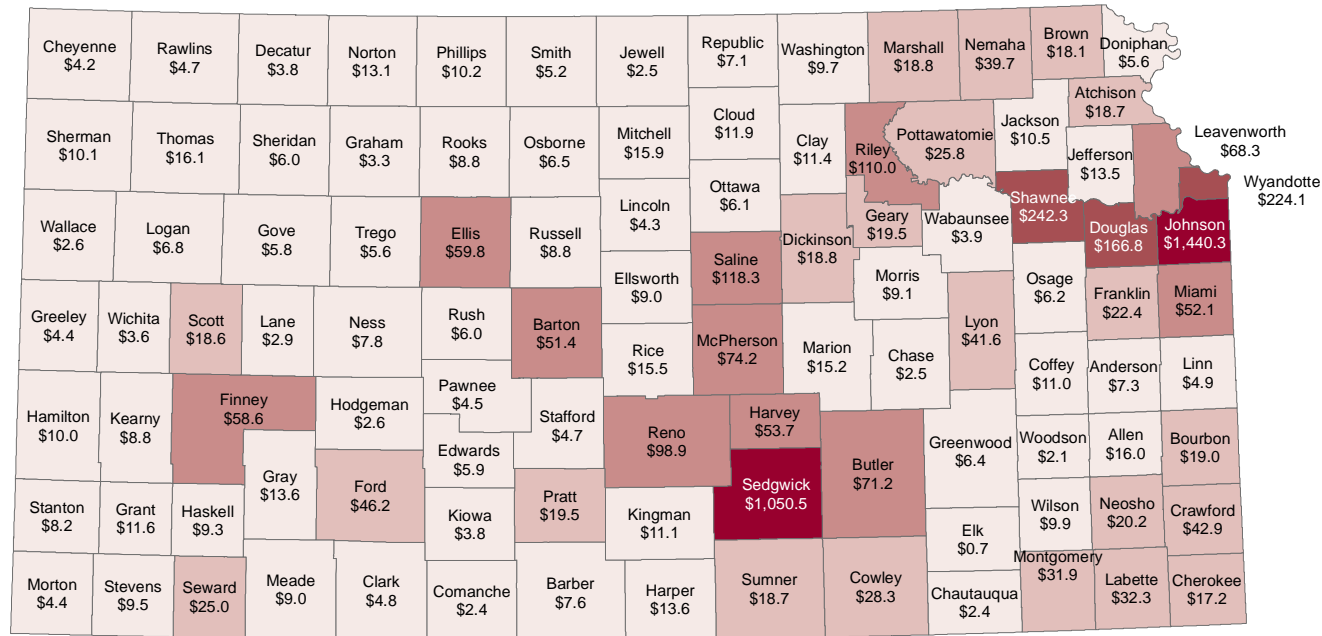 Cheyenne
$4.2
Rawlins
$4.7
Decatur
$3.8
Norton
$13.1
Phillips
$10.2
Smith
$5.2
Jewell
$2.5
Republic
$7.1
Washington
$9.7
Marshall
$18.8
Nemaha
$39.7
Brown
$18.1
Doniphan
$5.6
Atchison
$18.7
Sherman
$10.1
Thomas
$16.1
Sheridan
$6.0
Graham
$3.3
Rooks
$8.8
Osborne
$6.5
Mitchell
$15.9
Cloud
$11.9
Clay
$11.4
Riley
$110.0
Pottawatomie
$25.8
Jackson
$10.5
Jefferson
$13.5
Leavenworth
$68.3
Wyandotte
$224.1
Ottawa
$6.1
Lincoln
$4.3
Wallace
$2.6
Logan
$6.8
Gove
$5.8
Trego
$5.6
Ellis
$59.8
Russell
$8.8
Saline
$118.3
Dickinson
$18.8
Geary
$19.5
Wabaunsee
$3.9
Shawnee
$242.3
Douglas
$166.8
Johnson
$1,440.3
Ellsworth
$9.0
Morris
$9.1
Osage
$6.2
Franklin
$22.4
Miami
$52.1
Greeley
$4.4
Wichita
$3.6
Scott
$18.6
Lane
$2.9
Ness
$7.8
Rush
$6.0
Barton
$51.4
Rice
$15.5
McPherson
$74.2
Marion
$15.2
Chase
$2.5
Lyon
$41.6
Coffey
$11.0
Anderson
$7.3
Linn
$4.9
Hamilton
$10.0
Kearny
$8.8
Finney
$58.6
Hodgeman
$2.6
Pawnee
$4.5
Stafford
$4.7
Edwards
$5.9
Reno
$98.9
Harvey
$53.7
Butler
$71.2
Greenwood
$6.4
Woodson
$2.1
Allen
$16.0
Bourbon
$19.0
Gray
$13.6
Ford
$46.2
Kiowa
$3.8
Pratt
$19.5
Kingman
$11.1
Sedgwick
$1,050.5
Elk
$0.7
Wilson
$9.9
Neosho
$20.2
Crawford
$42.9
Stanton
$8.2
Grant
$11.6
Haskell
$9.3
Morton
$4.4
Stevens
$9.5
Seward
$25.0
Meade
$9.0
Clark
$4.8
Comanche
$2.4
Barber
$7.6
Harper
$13.6
Sumner
$18.7
Cowley
$28.3
Chautauqua
$2.4
Montgomery
$31.9
Labette
$32.3
Cherokee
$17.2